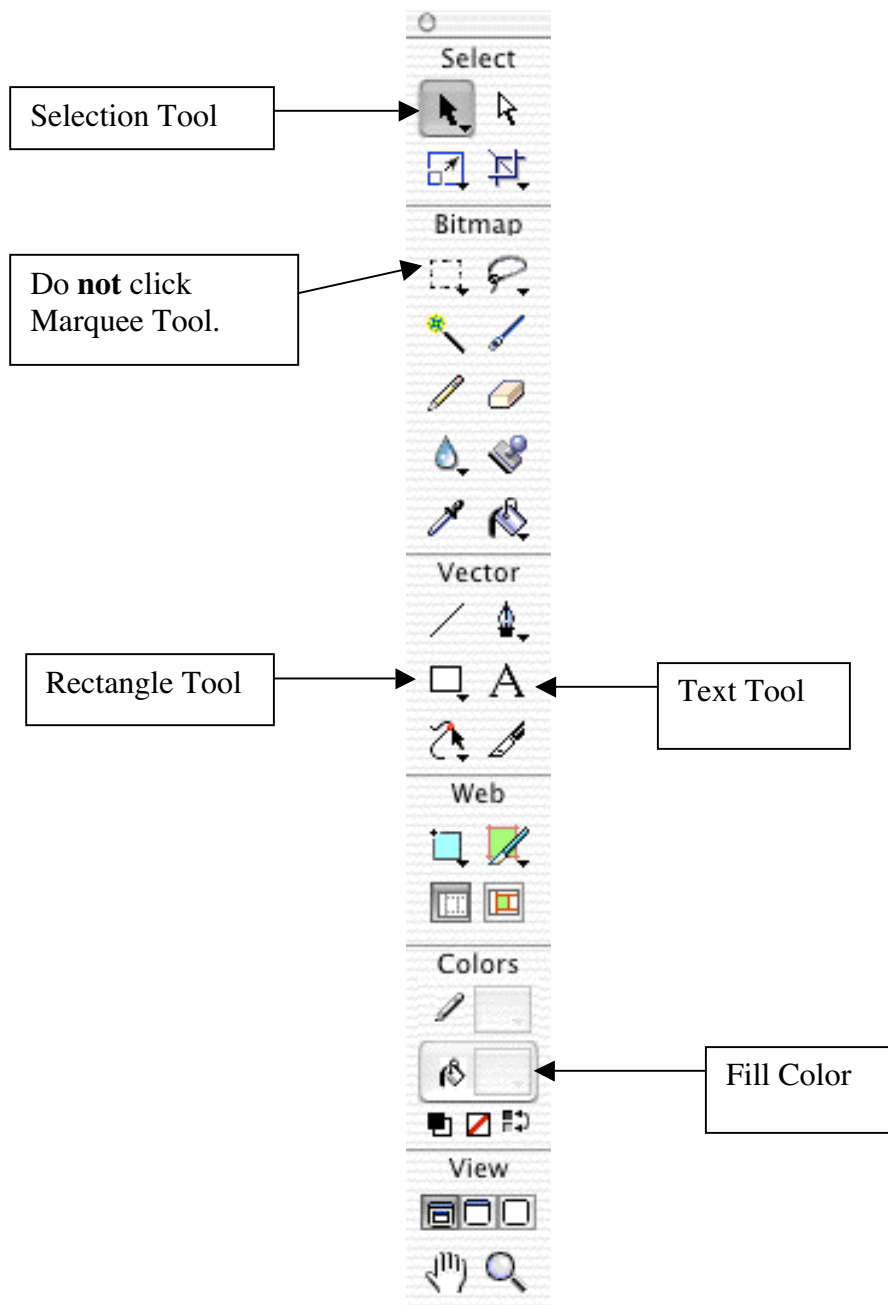 Select
Selection Tool
Bitmap
Do not click
Marquee Tool.
Vector
Rectangle Tool
Text Tool
Web
Colors
Fill Color
View